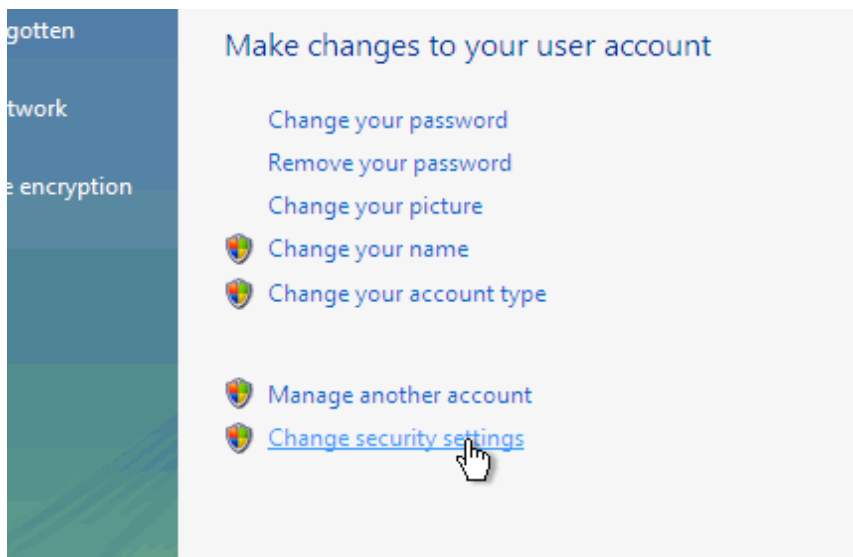 gotten
twork
e encryption
Make changes to your user account
Change your password
Remove your password
Change your picture
Change your name
Change your account type
Manage another account
Change security settings